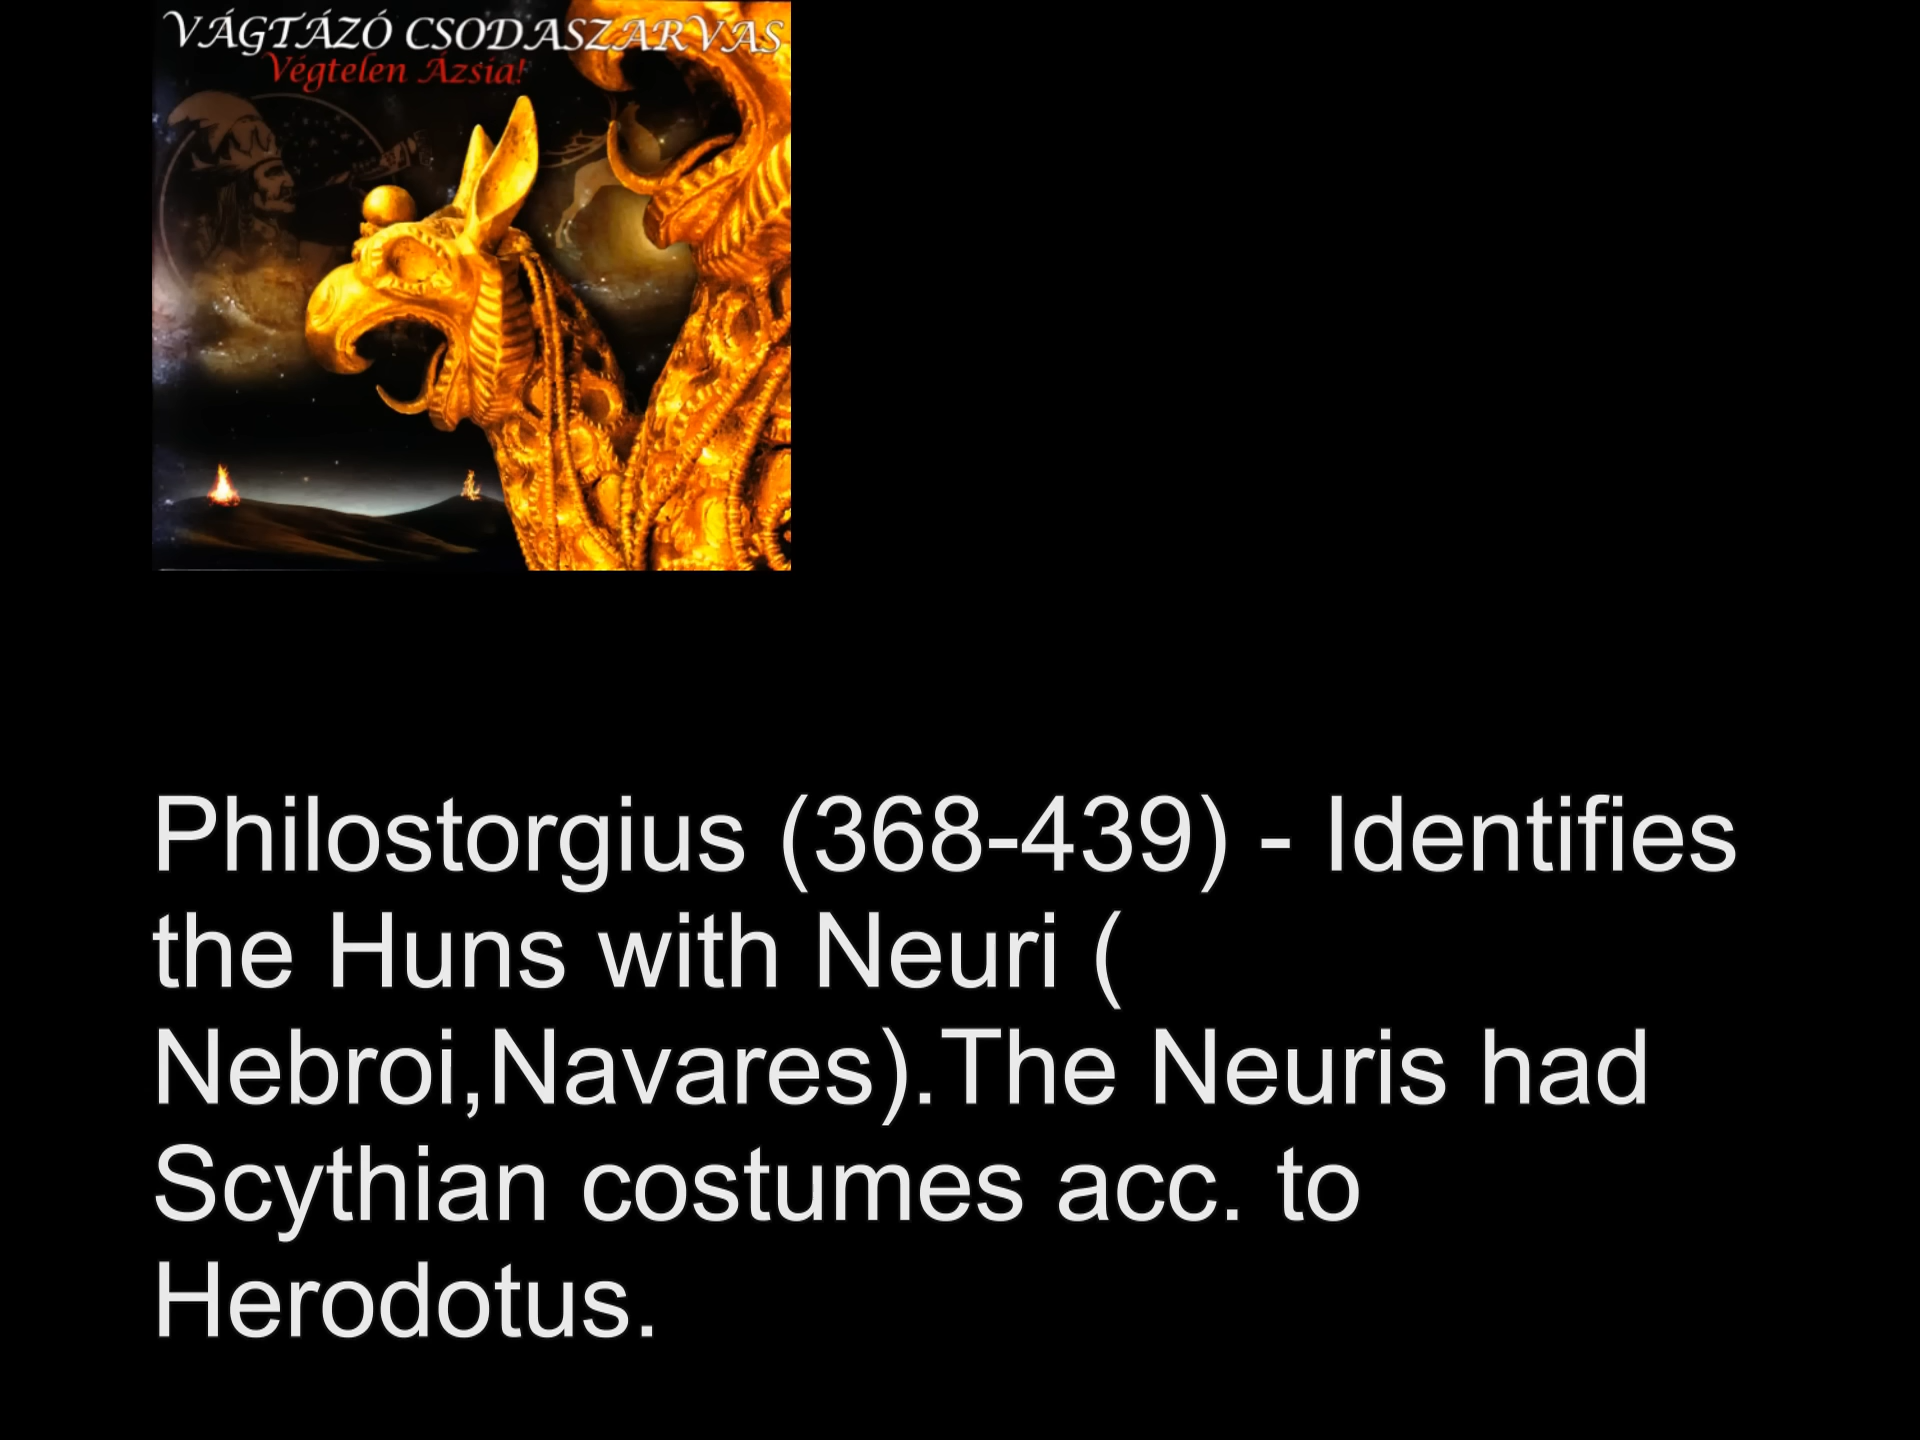 VÁGTÁZÓ CSODASZARVAS
Végtelen Ázsia!
Philostorgius (368-439) - Identifies
the Huns with Neuri (
Nebroi,Navares).The Neuris had
Scythian costumes acc. to
Herodotus.